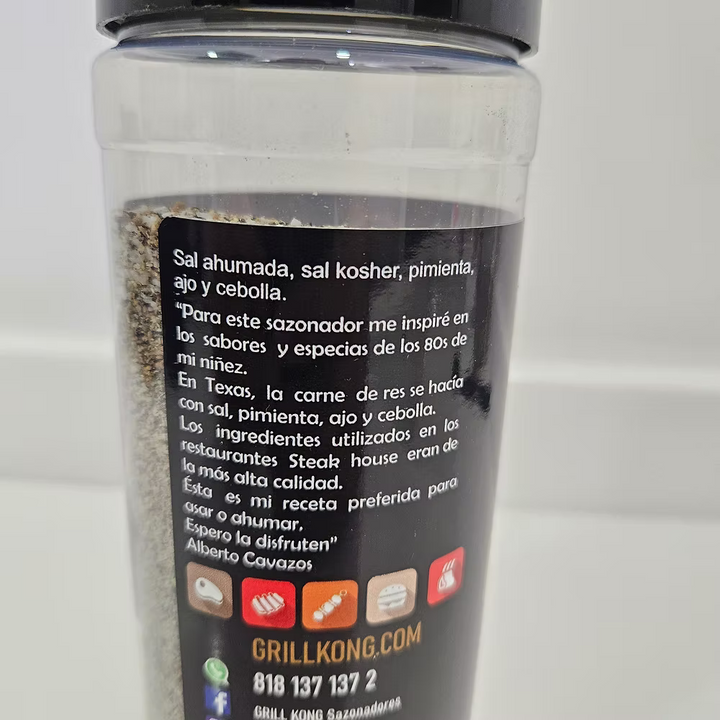 Sal ahumada, sal kosher, pimienta,
ajo y cebolla.
“Para este sazonador me inspiré en
los sabores y especias de los 80s de
mi niñez.
En Texas, la carne de res se hacía
con sal, pimienta, ajo y cebolla.
Los ingredientes utilizados en los
restaurantes Steak house eran de
la más alta calidad.
Ésta es mi receta preferida para
asar o ahumar.
Espero la disfruten”
Alberto Cavazos
GRILLKONG.COM
818 137 137 2
GRILL KONG Sazonadores